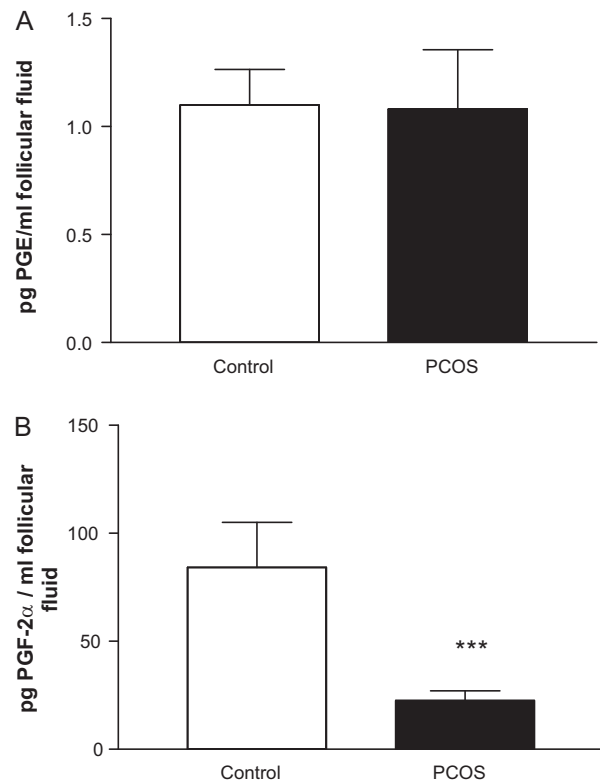 A
pg PGE/ml follicular fluid
1.5
1.0
0.5
0.0
Control
PCOS
B
pg PGF-2α / ml follicular
fluid
150
100
50
0
***
Control
PCOS